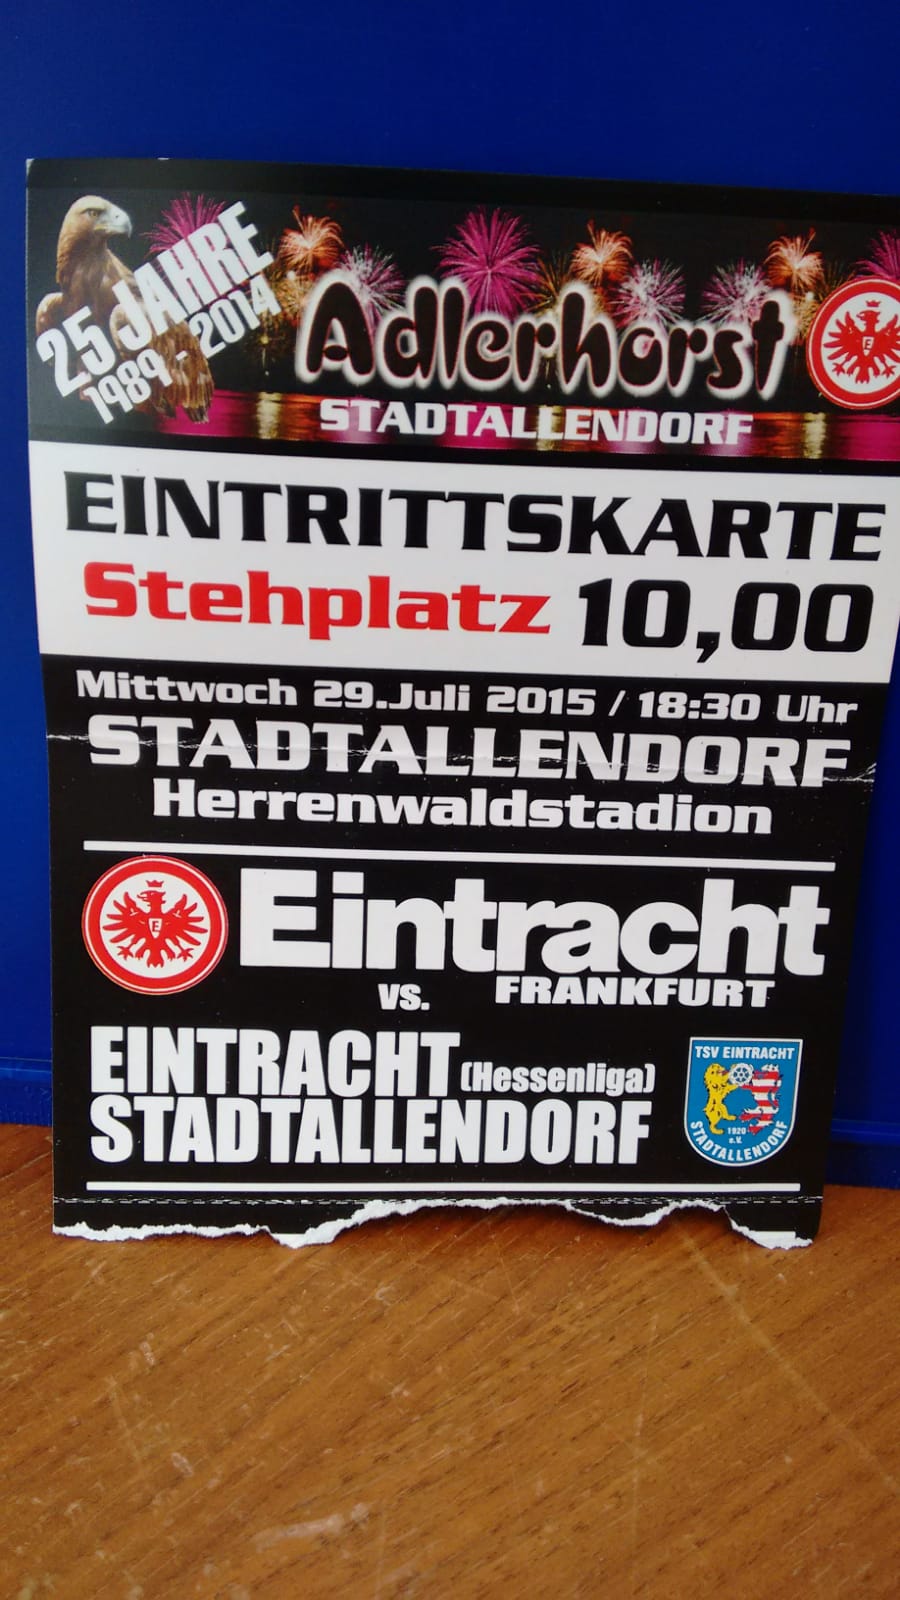 25 JAHRE
1989 - 2014
Adlerhorst
STADTALLENDORF
EINTRITTSKARTE
Stehplatz 10,00
Mittwoch 29.Juli 2015 / 18:30 Uhr
STADTALLENDORF
Herrenwaldstadion
Eintracht
vs. FRANKFURT
EINTRACHT (Hessenliga)
STADTALLENDORF
TSV EINTRACHT
1920
e.V.
STADTALLENDORF